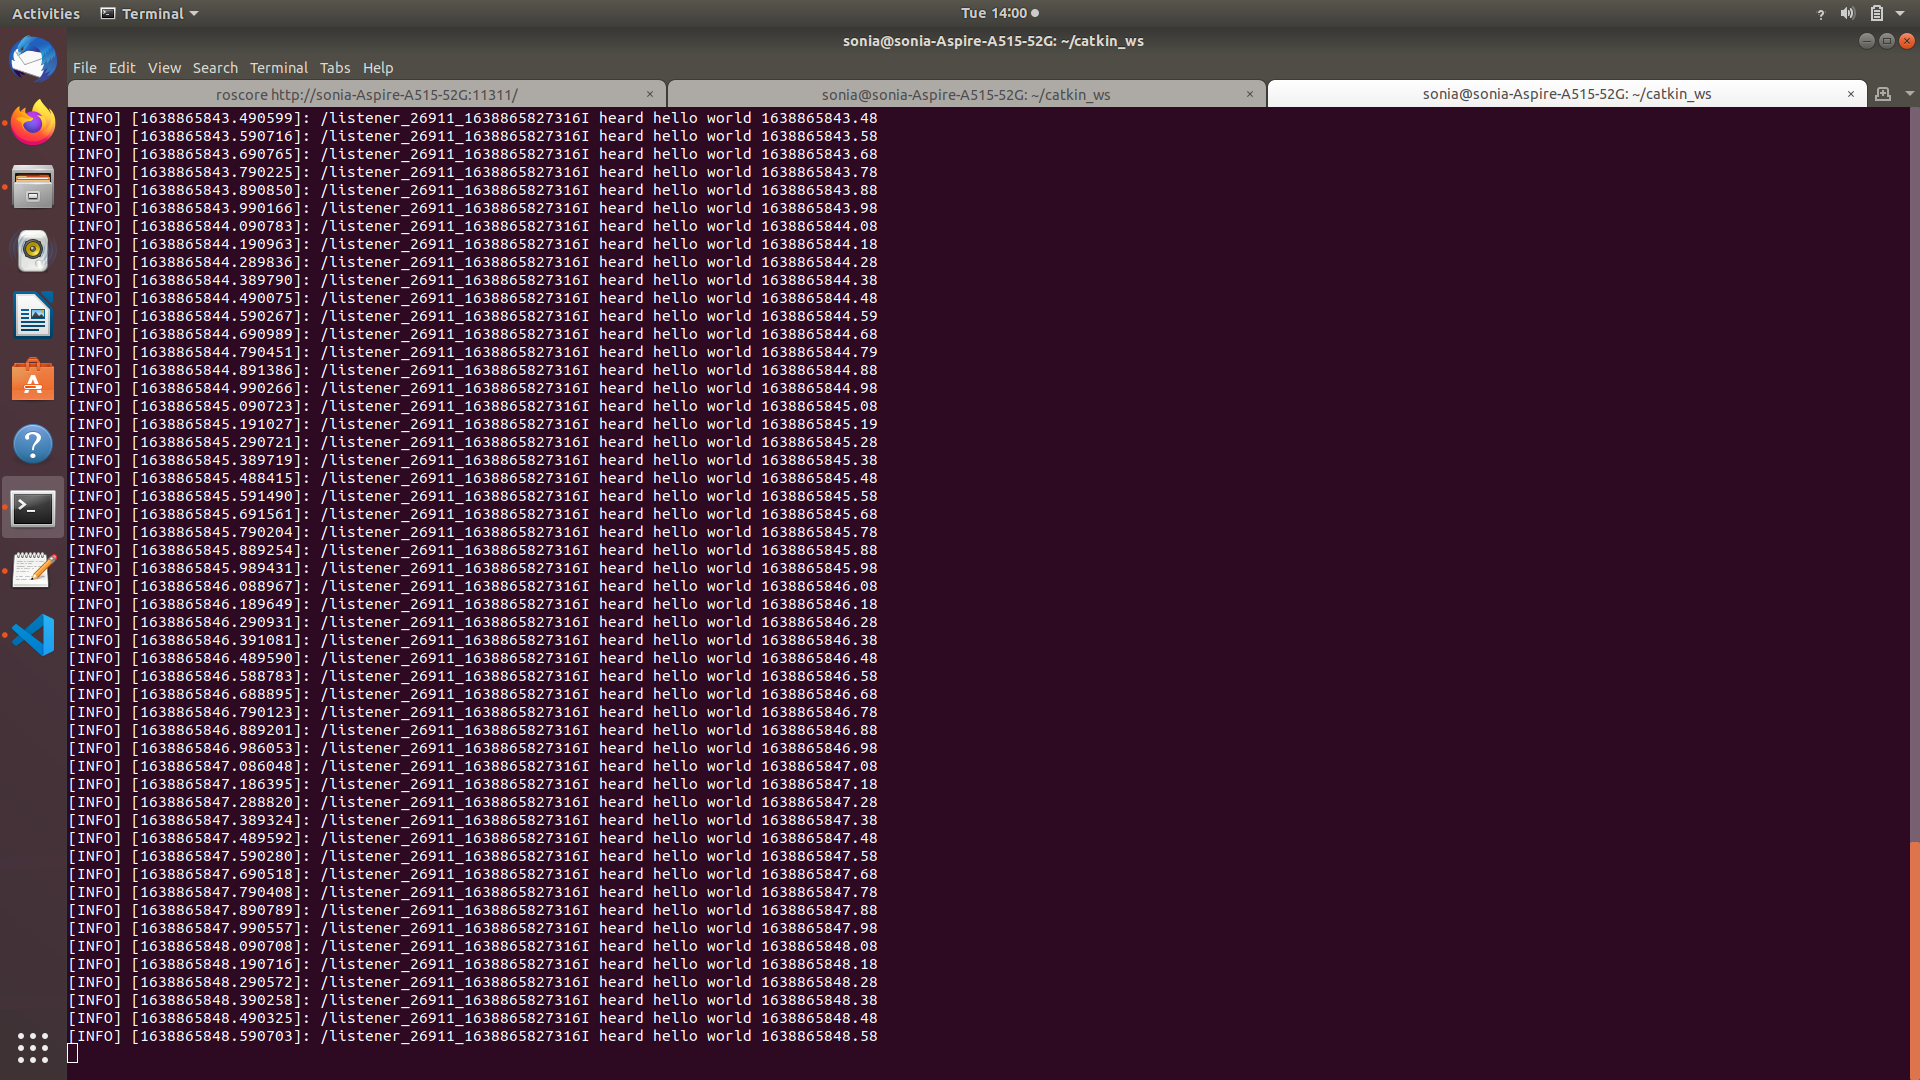 Activities Terminal Tue 14:00
sonia@sonia-Aspire-A515-52G: ~/catkin_ws
File Edit View Search Terminal Tabs Help
roscore http://sonia-Aspire-A515-52G:11311/ × sonia@sonia-Aspire-A515-52G: ~/catkin_ws × sonia@sonia-Aspire-A515-52G: ~/catkin_ws ×
[INFO] [1638865843.490599]: /listener_26911_1638865827316I heard hello world 1638865843.48
[INFO] [1638865843.590716]: /listener_26911_1638865827316I heard hello world 1638865843.58
[INFO] [1638865843.690765]: /listener_26911_1638865827316I heard hello world 1638865843.68
[INFO] [1638865843.790225]: /listener_26911_1638865827316I heard hello world 1638865843.78
[INFO] [1638865843.890850]: /listener_26911_1638865827316I heard hello world 1638865843.88
[INFO] [1638865843.990166]: /listener_26911_1638865827316I heard hello world 1638865843.98
[INFO] [1638865844.090783]: /listener_26911_1638865827316I heard hello world 1638865844.08
[INFO] [1638865844.190963]: /listener_26911_1638865827316I heard hello world 1638865844.18
[INFO] [1638865844.289836]: /listener_26911_1638865827316I heard hello world 1638865844.28
[INFO] [1638865844.389790]: /listener_26911_1638865827316I heard hello world 1638865844.38
[INFO] [1638865844.490075]: /listener_26911_1638865827316I heard hello world 1638865844.48
[INFO] [1638865844.590267]: /listener_26911_1638865827316I heard hello world 1638865844.59
[INFO] [1638865844.690989]: /listener_26911_1638865827316I heard hello world 1638865844.68
[INFO] [1638865844.790451]: /listener_26911_1638865827316I heard hello world 1638865844.79
[INFO] [1638865844.891386]: /listener_26911_1638865827316I heard hello world 1638865844.88
[INFO] [1638865844.990266]: /listener_26911_1638865827316I heard hello world 1638865844.98
[INFO] [1638865845.090723]: /listener_26911_1638865827316I heard hello world 1638865845.08
[INFO] [1638865845.191027]: /listener_26911_1638865827316I heard hello world 1638865845.19
[INFO] [1638865845.290721]: /listener_26911_1638865827316I heard hello world 1638865845.28
[INFO] [1638865845.389719]: /listener_26911_1638865827316I heard hello world 1638865845.38
[INFO] [1638865845.488415]: /listener_26911_1638865827316I heard hello world 1638865845.48
[INFO] [1638865845.591490]: /listener_26911_1638865827316I heard hello world 1638865845.58
[INFO] [1638865845.691561]: /listener_26911_1638865827316I heard hello world 1638865845.68
[INFO] [1638865845.790204]: /listener_26911_1638865827316I heard hello world 1638865845.78
[INFO] [1638865845.889254]: /listener_26911_1638865827316I heard hello world 1638865845.88
[INFO] [1638865845.989431]: /listener_26911_1638865827316I heard hello world 1638865845.98
[INFO] [1638865846.088967]: /listener_26911_1638865827316I heard hello world 1638865846.08
[INFO] [1638865846.189649]: /listener_26911_1638865827316I heard hello world 1638865846.18
[INFO] [1638865846.290931]: /listener_26911_1638865827316I heard hello world 1638865846.28
[INFO] [1638865846.391081]: /listener_26911_1638865827316I heard hello world 1638865846.38
[INFO] [1638865846.489590]: /listener_26911_1638865827316I heard hello world 1638865846.48
[INFO] [1638865846.588783]: /listener_26911_1638865827316I heard hello world 1638865846.58
[INFO] [1638865846.688895]: /listener_26911_1638865827316I heard hello world 1638865846.68
[INFO] [1638865846.790123]: /listener_26911_1638865827316I heard hello world 1638865846.78
[INFO] [1638865846.889201]: /listener_26911_1638865827316I heard hello world 1638865846.88
[INFO] [1638865846.986053]: /listener_26911_1638865827316I heard hello world 1638865846.98
[INFO] [1638865847.086048]: /listener_26911_1638865827316I heard hello world 1638865847.08
[INFO] [1638865847.186395]: /listener_26911_1638865827316I heard hello world 1638865847.18
[INFO] [1638865847.288820]: /listener_26911_1638865827316I heard hello world 1638865847.28
[INFO] [1638865847.389324]: /listener_26911_1638865827316I heard hello world 1638865847.38
[INFO] [1638865847.489592]: /listener_26911_1638865827316I heard hello world 1638865847.48
[INFO] [1638865847.590280]: /listener_26911_1638865827316I heard hello world 1638865847.58
[INFO] [1638865847.690518]: /listener_26911_1638865827316I heard hello world 1638865847.68
[INFO] [1638865847.790408]: /listener_26911_1638865827316I heard hello world 1638865847.78
[INFO] [1638865847.890789]: /listener_26911_1638865827316I heard hello world 1638865847.88
[INFO] [1638865847.990557]: /listener_26911_1638865827316I heard hello world 1638865847.98
[INFO] [1638865848.090708]: /listener_26911_1638865827316I heard hello world 1638865848.08
[INFO] [1638865848.190716]: /listener_26911_1638865827316I heard hello world 1638865848.18
[INFO] [1638865848.290572]: /listener_26911_1638865827316I heard hello world 1638865848.28
[INFO] [1638865848.390258]: /listener_26911_1638865827316I heard hello world 1638865848.38
[INFO] [1638865848.490325]: /listener_26911_1638865827316I heard hello world 1638865848.48
[INFO] [1638865848.590703]: /listener_26911_1638865827316I heard hello world 1638865848.58